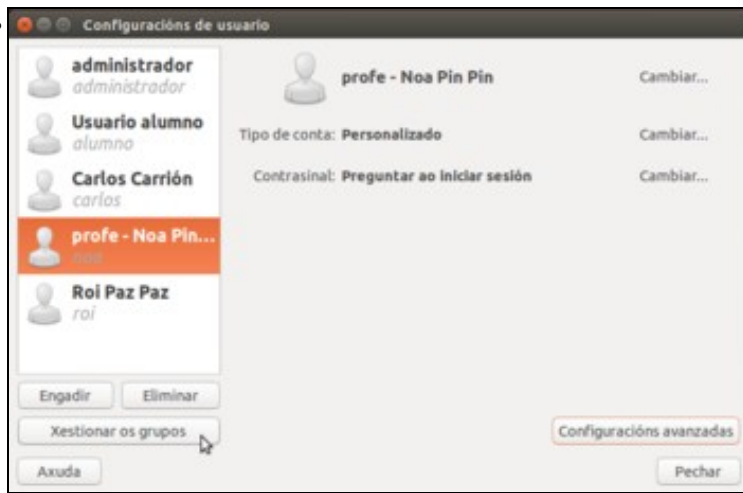 Configuracións de usuario
administrador
administrador
Usuario alumno
alumno
Carlos Carrión
carlos
profe - Noa Pin...
noa
Roi Paz Paz
roi
Engadir Eliminar
Xestionar os grupos
Axuda
profe - Noa Pin Pin Cambiar...
Tipo de conta: Personalizado Cambiar...
Contrasinal: Preguntar ao iniciar sesión Cambiar...
Configuracións avanzadas
Pechar